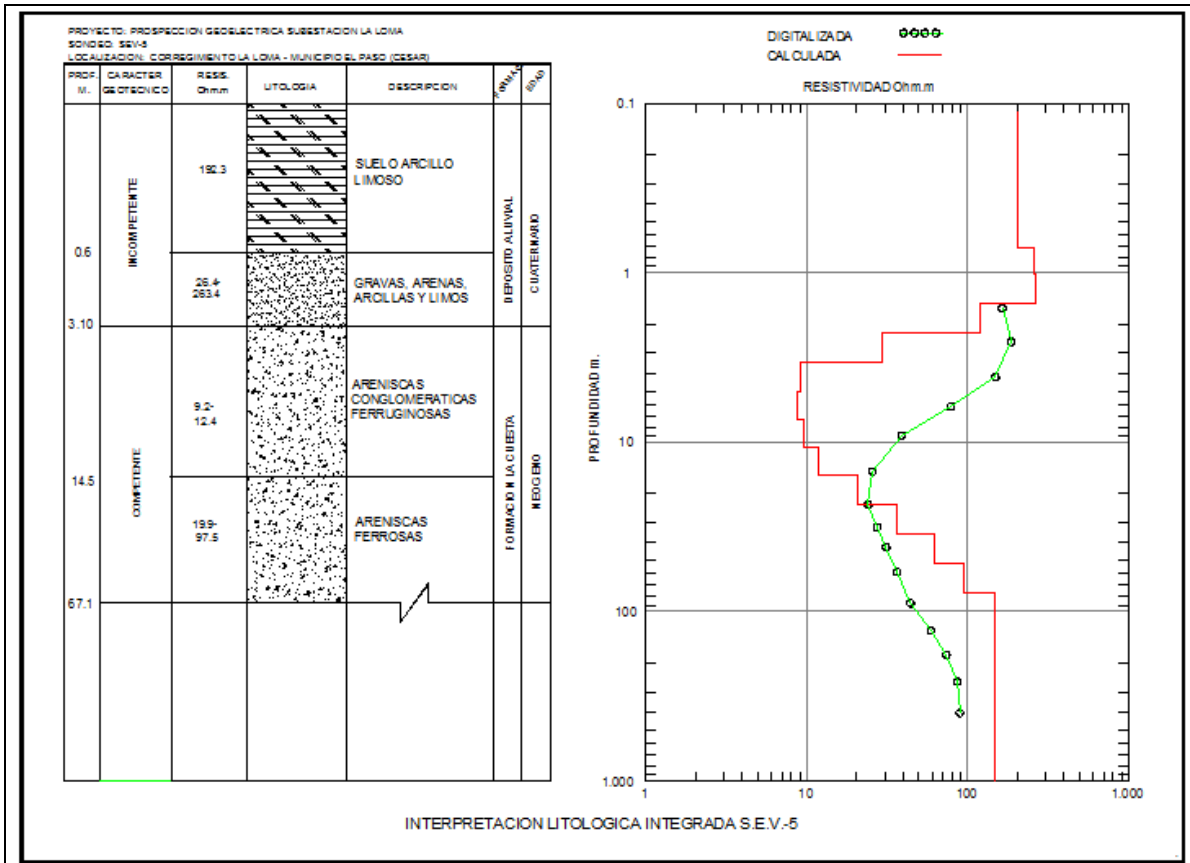 PROYECTO: PROSPECCION GEOELECTRICA SUBESTACION LA LOMA
SONDEO: SEV-5
LOCALIZACION: CORREGIMIENTO LA LOMA - MUNICIPIO EL PASO (CESAR)
PROF. M.
CARACTER GEOTECNICO
RESIS. Ohm.m
LITOLOGIA
DESCRIPCION
FORMAC.
EDAD
INCOMPETENTE
192.3
SUELO ARCILLO
LIMOSO
0.6
26.4-
263.4
GRAVAS, ARENAS,
ARCILLAS Y LIMOS
DEPOSITO ALUVIAL
CUATERNARIO
3.10
COMPETENTE
9.2-
12.4
ARENISCAS
CONGLOMERATICAS
FERRUGINOSAS
14.5
19.9-
97.5
ARENISCAS
FERROSAS
FORMACION LA CUESTA
NEOGENO
67.1
DIGITALIZADA
CALCULADA
RESISTIVIDAD Ohm.m
PROFUNDIDAD m.
0.1
1
10
100
1.000
1
10
100
1.000
INTERPRETACION LITOLOGICA INTEGRADA S.E.V.-5